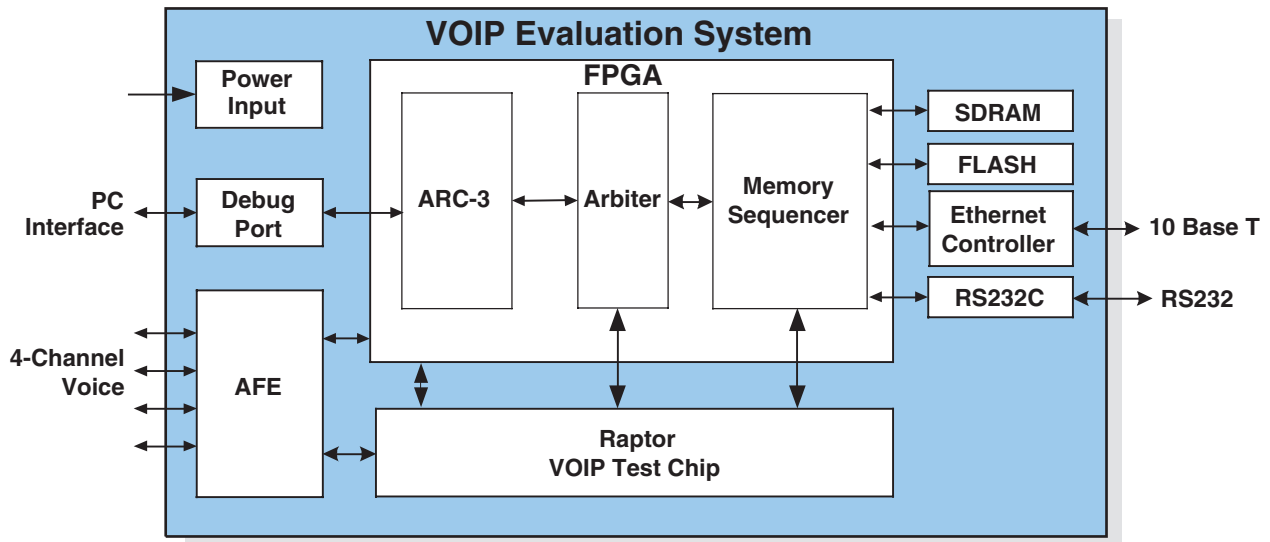 VOIP Evaluation System
Power
Input
FPGA
ARC-3
Arbiter
Memory
Sequencer
SDRAM
FLASH
Ethernet
Controller
10 Base T
RS232C
RS232
PC
Interface
Debug
Port
4-Channel
Voice
AFE
Raptor
VOIP Test Chip